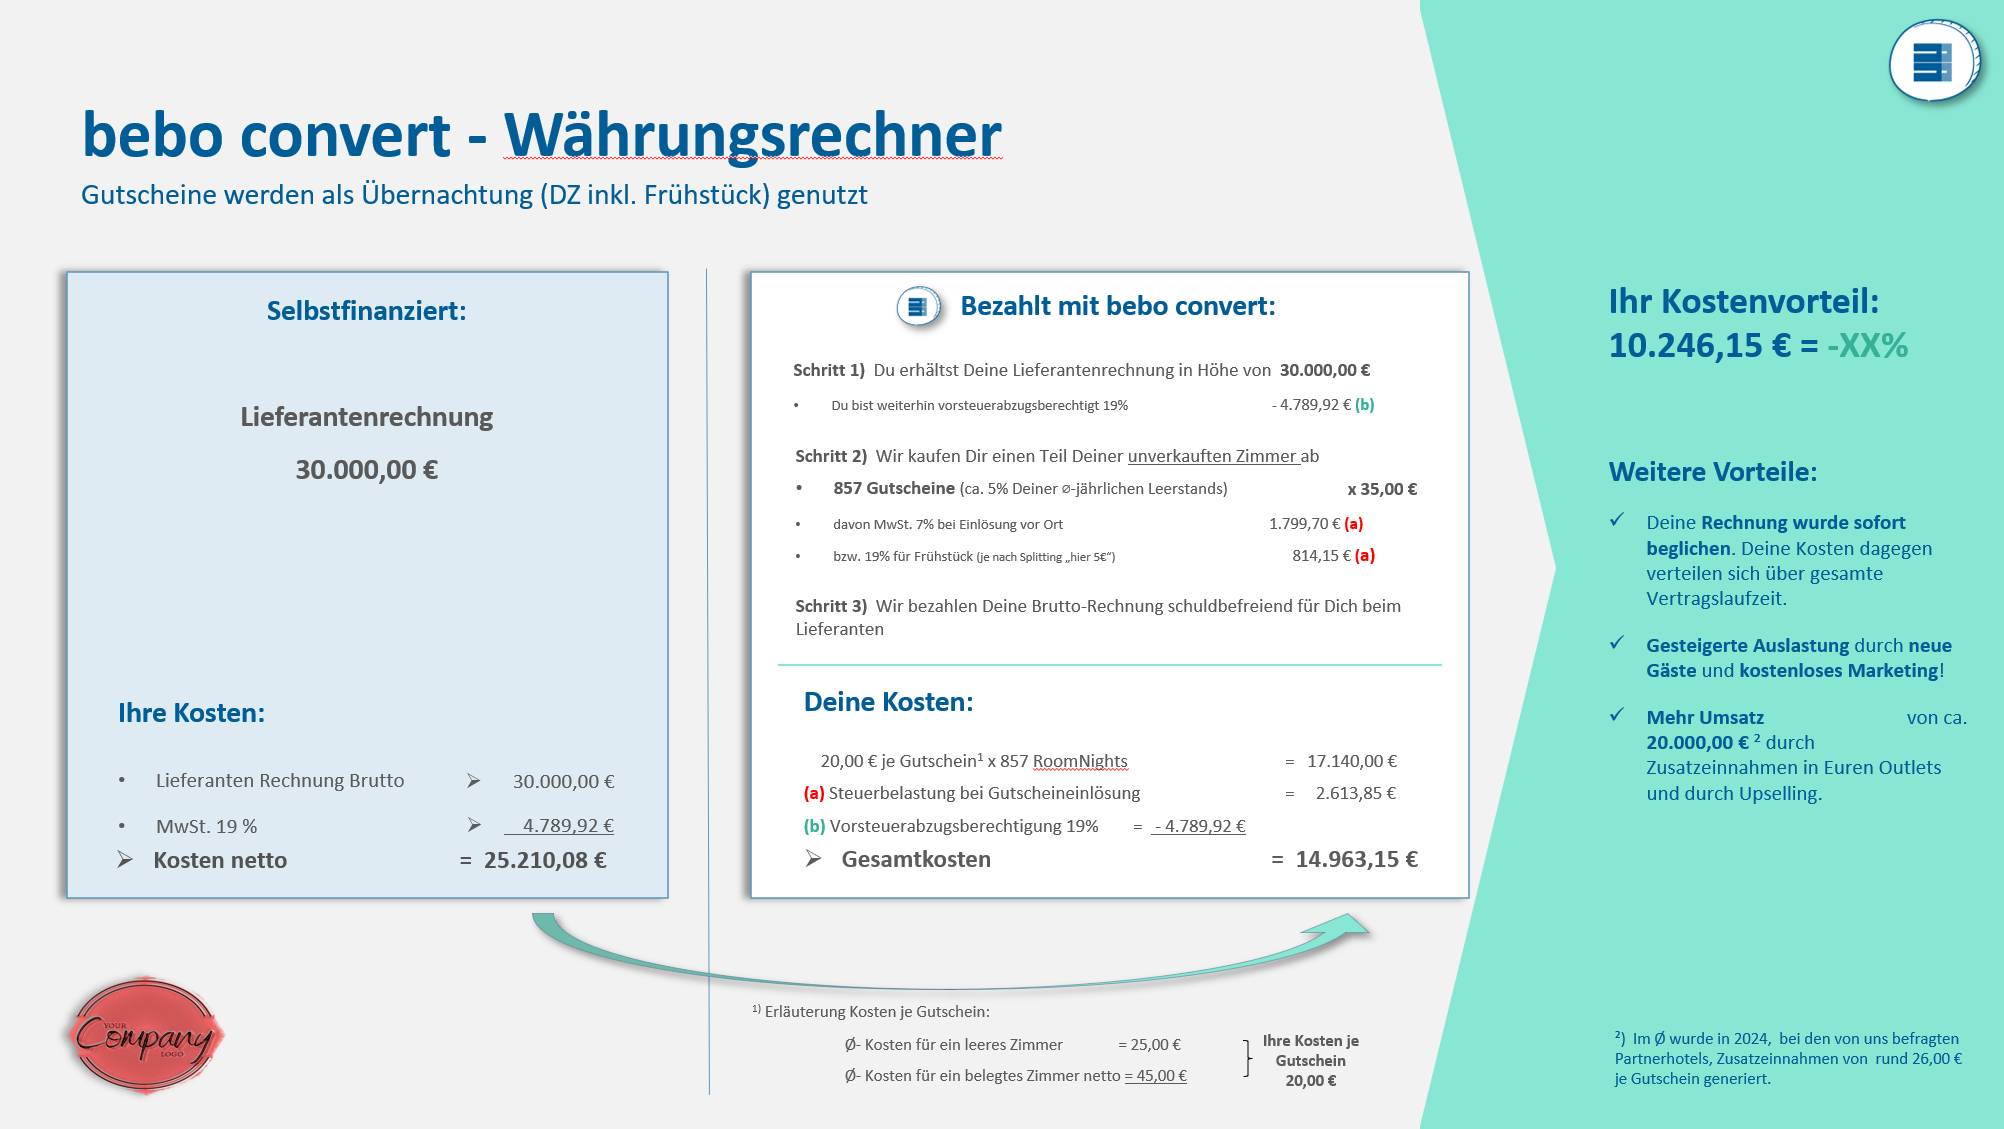 bebo convert - Währungsrechner
Gutscheine werden als Übernachtung (DZ inkl. Frühstück) genutzt
Selbstfinanziert:
Lieferantenrechnung
30.000,00 €
Ihre Kosten:
• Lieferanten Rechnung Brutto ➢ 30.000,00 €
• MwSt. 19 % ➢ 4.789,92 €
➢ Kosten netto = 25.210,08 €
Bezahlt mit bebo convert:
Schritt 1) Du erhältst Deine Lieferantenrechnung in Höhe von 30.000,00 €
• Du bist weiterhin vorsteuerabzugsberechtigt 19% - 4.789,92 € (b)
Schritt 2) Wir kaufen Dir einen Teil Deiner unverkauften Zimmer ab
• 857 Gutscheine (ca. 5% Deiner ⌀-jährlichen Leerstands) x 35,00 €
• davon MwSt. 7% bei Einlösung vor Ort 1.799,70 € (a)
• bzw. 19% für Frühstück (je nach Splitting „hier 5€“) 814,15 € (a)
Schritt 3) Wir bezahlen Deine Brutto-Rechnung schuldbefreiend für Dich beim
Lieferanten
Deine Kosten:
20,00 € je Gutschein¹ x 857 RoomNights = 17.140,00 €
(a) Steuerbelastung bei Gutscheineinlösung = 2.613,85 €
(b) Vorsteuerabzugsberechtigung 19% = - 4.789,92 €
➢ Gesamtkosten = 14.963,15 €
¹⁾ Erläuterung Kosten je Gutschein:
Ø- Kosten für ein leeres Zimmer = 25,00 €
Ø- Kosten für ein belegtes Zimmer netto = 45,00 €
Ihre Kosten je
Gutschein
20,00 €
Ihr Kostenvorteil:
10.246,15 € = -XX%
Weitere Vorteile:
✓ Deine Rechnung wurde sofort
beglichen. Deine Kosten dagegen
verteilen sich über gesamte
Vertragslaufzeit.
✓ Gesteigerte Auslastung durch neue
Gäste und kostenloses Marketing!
✓ Mehr Umsatz von ca.
20.000,00 € ² durch
Zusatzeinnahmen in Euren Outlets
und durch Upselling.
²) Im Ø wurde in 2024, bei den von uns befragten
Partnerhotels, Zusatzeinnahmen von rund 26,00 €
je Gutschein generiert.
YOUR
Company
LOGO